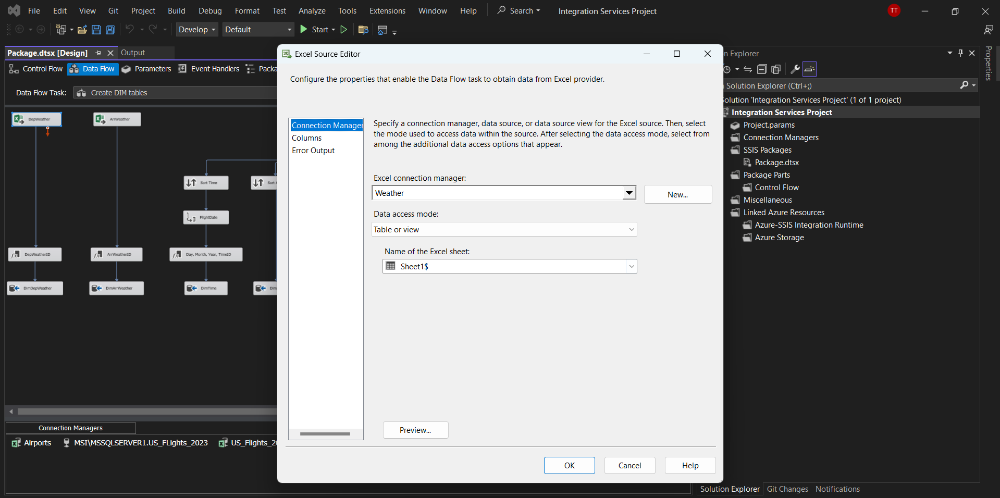 File Edit View Git Project Build Debug Format Test Analyze Tools Extensions Window Help Search Integration Services Project TT
Develop Default Start
Package.dtsx [Design] Output
Control Flow Data Flow Parameters Event Handlers Packa
Data Flow Task: Create DIM tables
DepWeather ArrWeather
Sort Time Sort A
FlightDate
DepWeatherID ArrWeatherID Day, Month, Year, TimeID
DimDepWeather DimArrWeather DimTime Dim
Connection Managers
Airports MSI\MSSQLSERVER1.US_FLights_2023 US_Flights_20
Excel Source Editor
Configure the properties that enable the Data Flow task to obtain data from Excel provider.
Connection Manager
Columns
Error Output
Specify a connection manager, data source, or data source view for the Excel source. Then, select
the mode used to access data within the source. After selecting the data access mode, select from
among the additional data access options that appear.
Excel connection manager:
Weather
New...
Data access mode:
Table or view
Name of the Excel sheet:
Sheet1$
Preview...
OK Cancel Help
n Explorer
Solution Explorer (Ctrl+;)
olution 'Integration Services Project' (1 of 1 project)
Integration Services Project
Project.params
Connection Managers
SSIS Packages
Package.dtsx
Package Parts
Control Flow
Miscellaneous
Linked Azure Resources
Azure-SSIS Integration Runtime
Azure Storage
Solution Explorer Git Changes Notifications
Properties